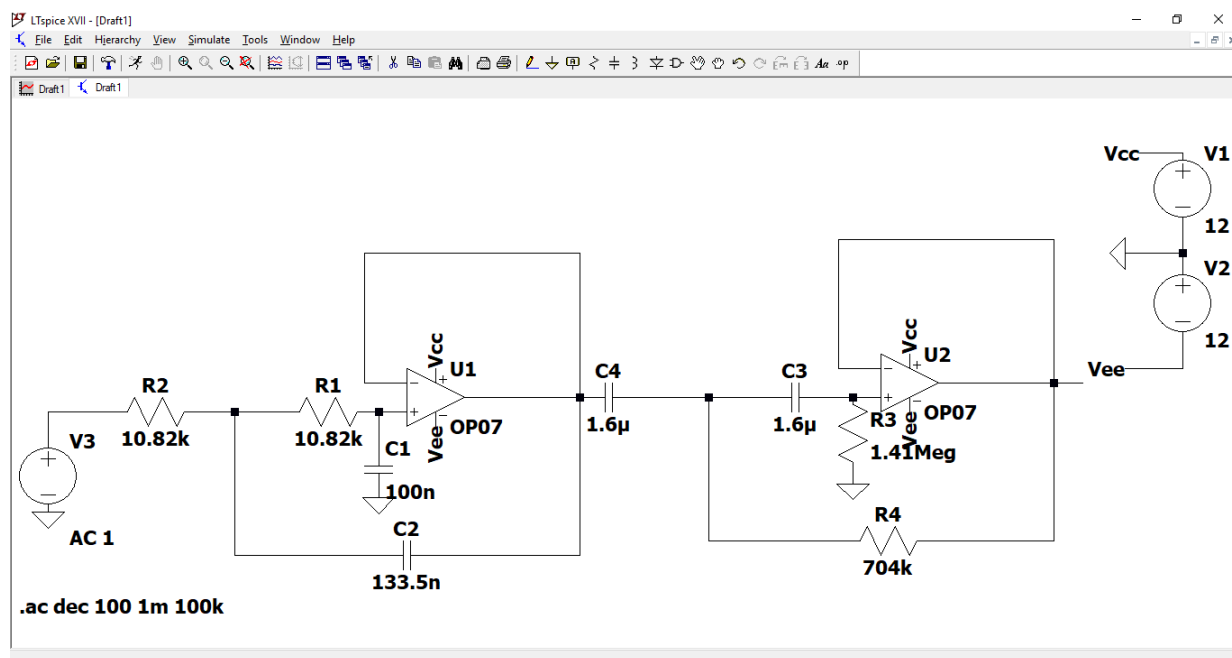 LTspice XVII - [Draft1]
File Edit Hierarchy View Simulate Tools Window Help
Aa .op
Draft1 Draft1
Vcc V1
12
V2
12
Vee
Vcc
U1
OP07
Vee
Vcc
U2
OP07
Vee
R2
10.82k
R1
10.82k
C4
1.6µ
C3
1.6µ
V3
AC 1
C1
100n
R3
1.41Meg
C2
133.5n
R4
704k
.ac dec 100 1m 100k